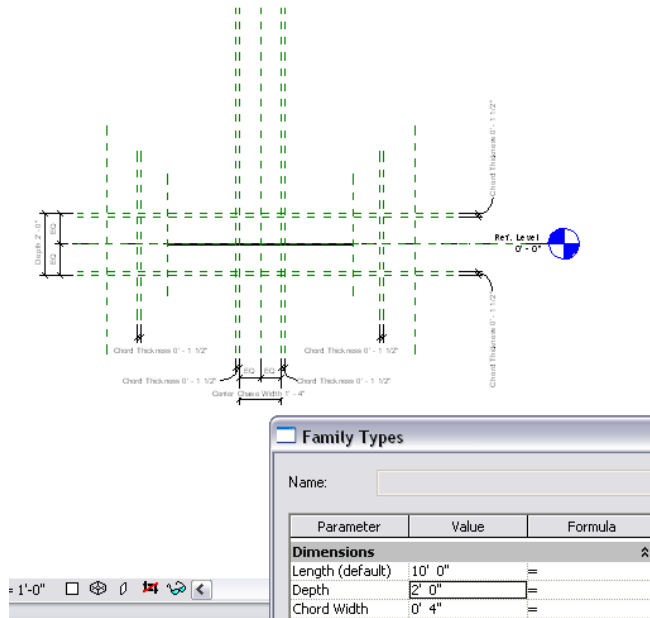 Chord Thickness 0' - 1 1/2"
Depth 2' - 0"
EQ
EQ
Ref. Level
0' - 0"
Chord Thickness 0' - 1 1/2"
Chord Thickness 0' - 1 1/2"
Chord Thickness 0' - 1 1/2"
EQ EQ
Chord Thickness 0' - 1 1/2"
Chord Thickness 0' - 1 1/2"
Center Chase Width 1' - 4"
Family Types
Name:
Parameter Value Formula
Dimensions
Length (default) 10' 0" =
Depth 2' 0" =
Chord Width 0' 4" =
= 1'-0"